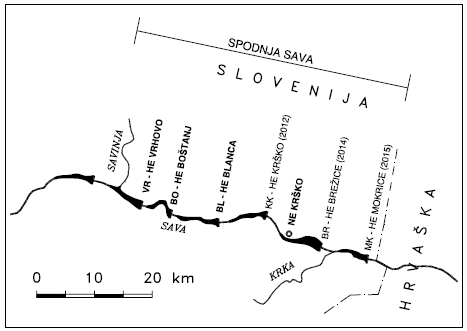 SPODNJA SAVA
SLOVENIJA
SAVINJA
VR - HE VRHOVO
BO - HE BOŠTANJ
BL - HE BLANCA
KK - HE KRŠKO (2012)
NE KRŠKO
BR - HE BREŽICE (2014)
MK - HE MOKRICE (2015)
HRVAŠKA
SAVA
KRKA
0 10 20 km